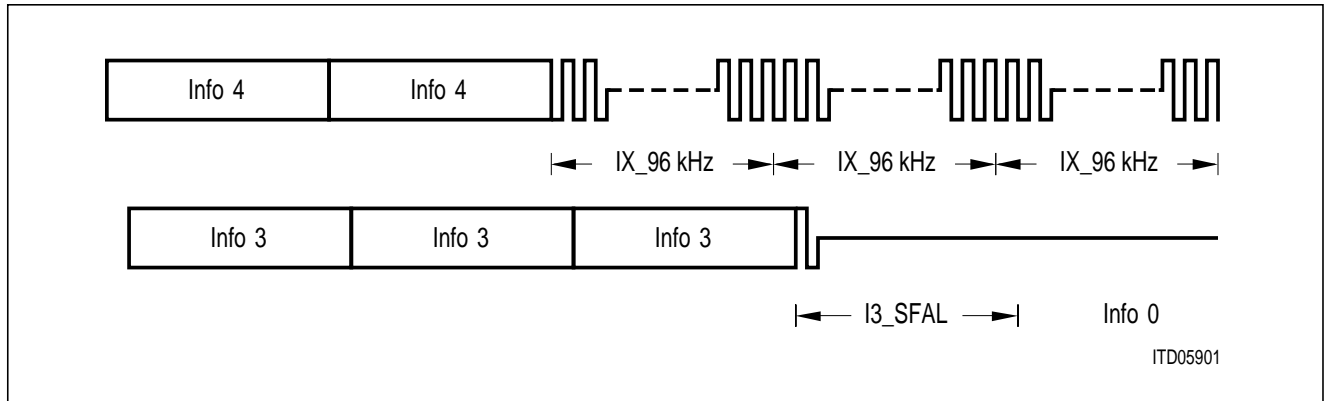 Info 4 Info 4
IX_96 kHz IX_96 kHz IX_96 kHz
Info 3 Info 3 Info 3
I3_SFAL Info 0
ITD05901